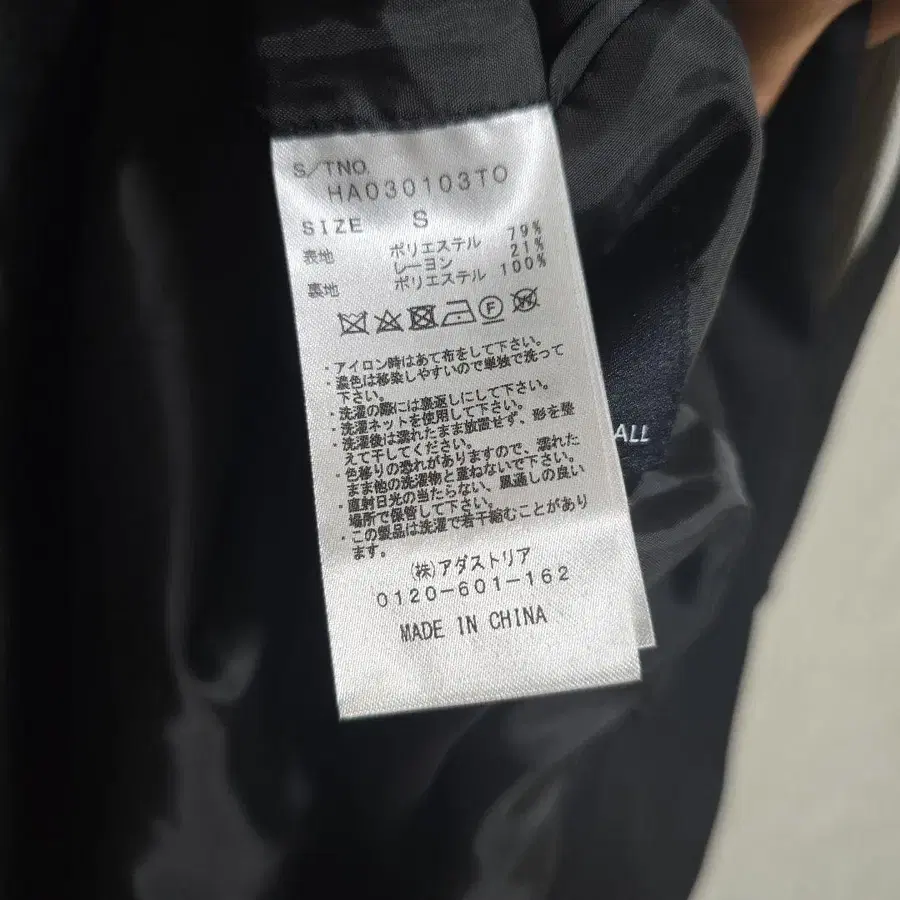 S/TNO.
HA030103TO
SIZE S
表地 ポリエステル 79%
レーヨン 21%
裏地 ポリエステル 100%
F W
・アイロン時はあて布をして下さい。
・濃色は移染しやすいので単独で洗って
下さい。
・洗濯の際には裏返しにして下さい。
・洗濯ネットを使用して下さい。
・洗濯後は濡れたまま放置せず、形を整
えて干してください。
・色移りの恐れがありますので、濡れた
まま他の洗濯物と重ねないで下さい。
・直射日光の当たらない、風通しの良い
場所で保管して下さい。
・この製品は洗濯で若干縮むことがあり
ます。
(株)アダストリア
0120-601-162
MADE IN CHINA
ALL